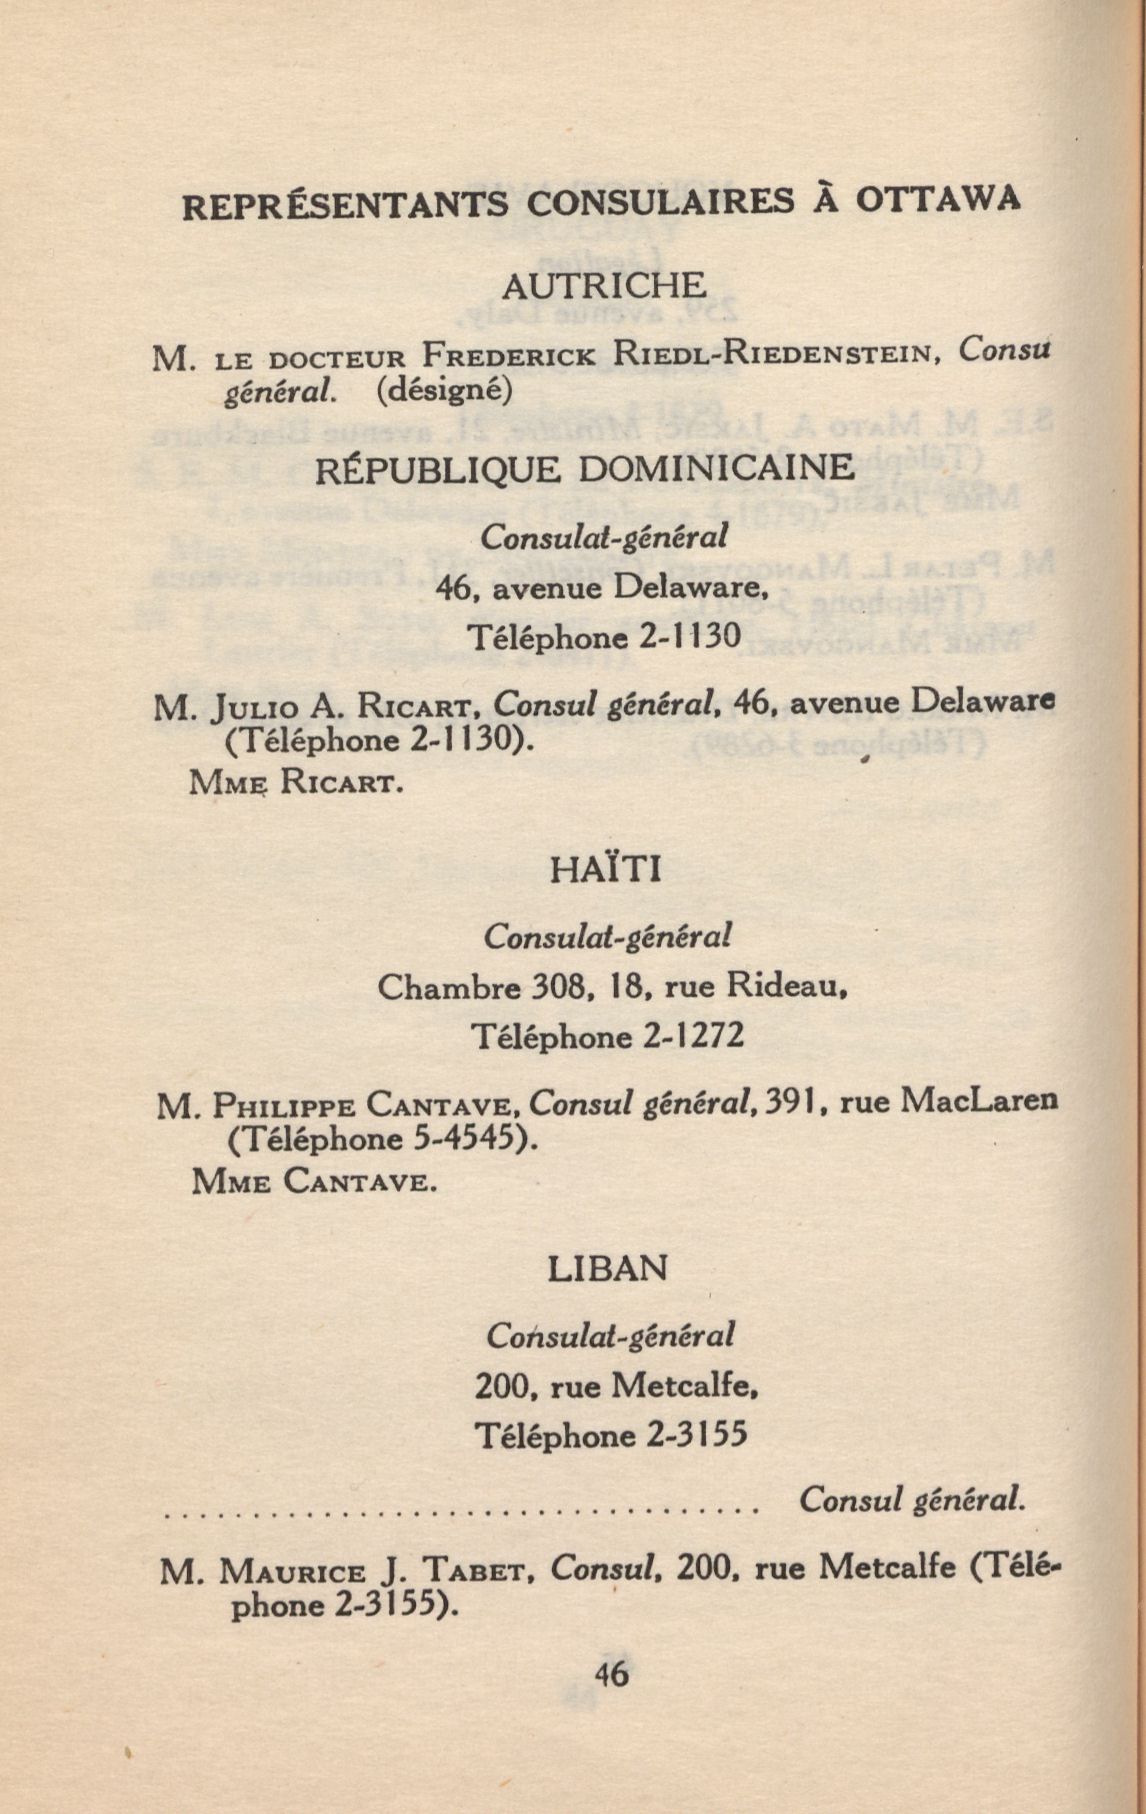 REPRÉSENTANTS CONSULAIRES À OTTAWA
AUTRICHE
M. LE DOCTEUR FREDERICK RIEDL-RIEDENSTEIN, Consu
général. (désigné)
RÉPUBLIQUE DOMINICAINE
Consulat-général
46, avenue Delaware,
Téléphone 2-1130
M. JULIO A. RICART, Consul général, 46, avenue Delaware
(Téléphone 2-1130).
MME RICART.
HAÏTI
Consulat-général
Chambre 308, 18, rue Rideau,
Téléphone 2-1272
M. PHILIPPE CANTAVE, Consul général, 391, rue MacLaren
(Téléphone 5-4545).
MME CANTAVE.
LIBAN
Consulat-général
200, rue Metcalfe,
Téléphone 2-3155
.................................. Consul général.
M. MAURICE J. TABET, Consul, 200, rue Metcalfe (Télé-
phone 2-3155).
46